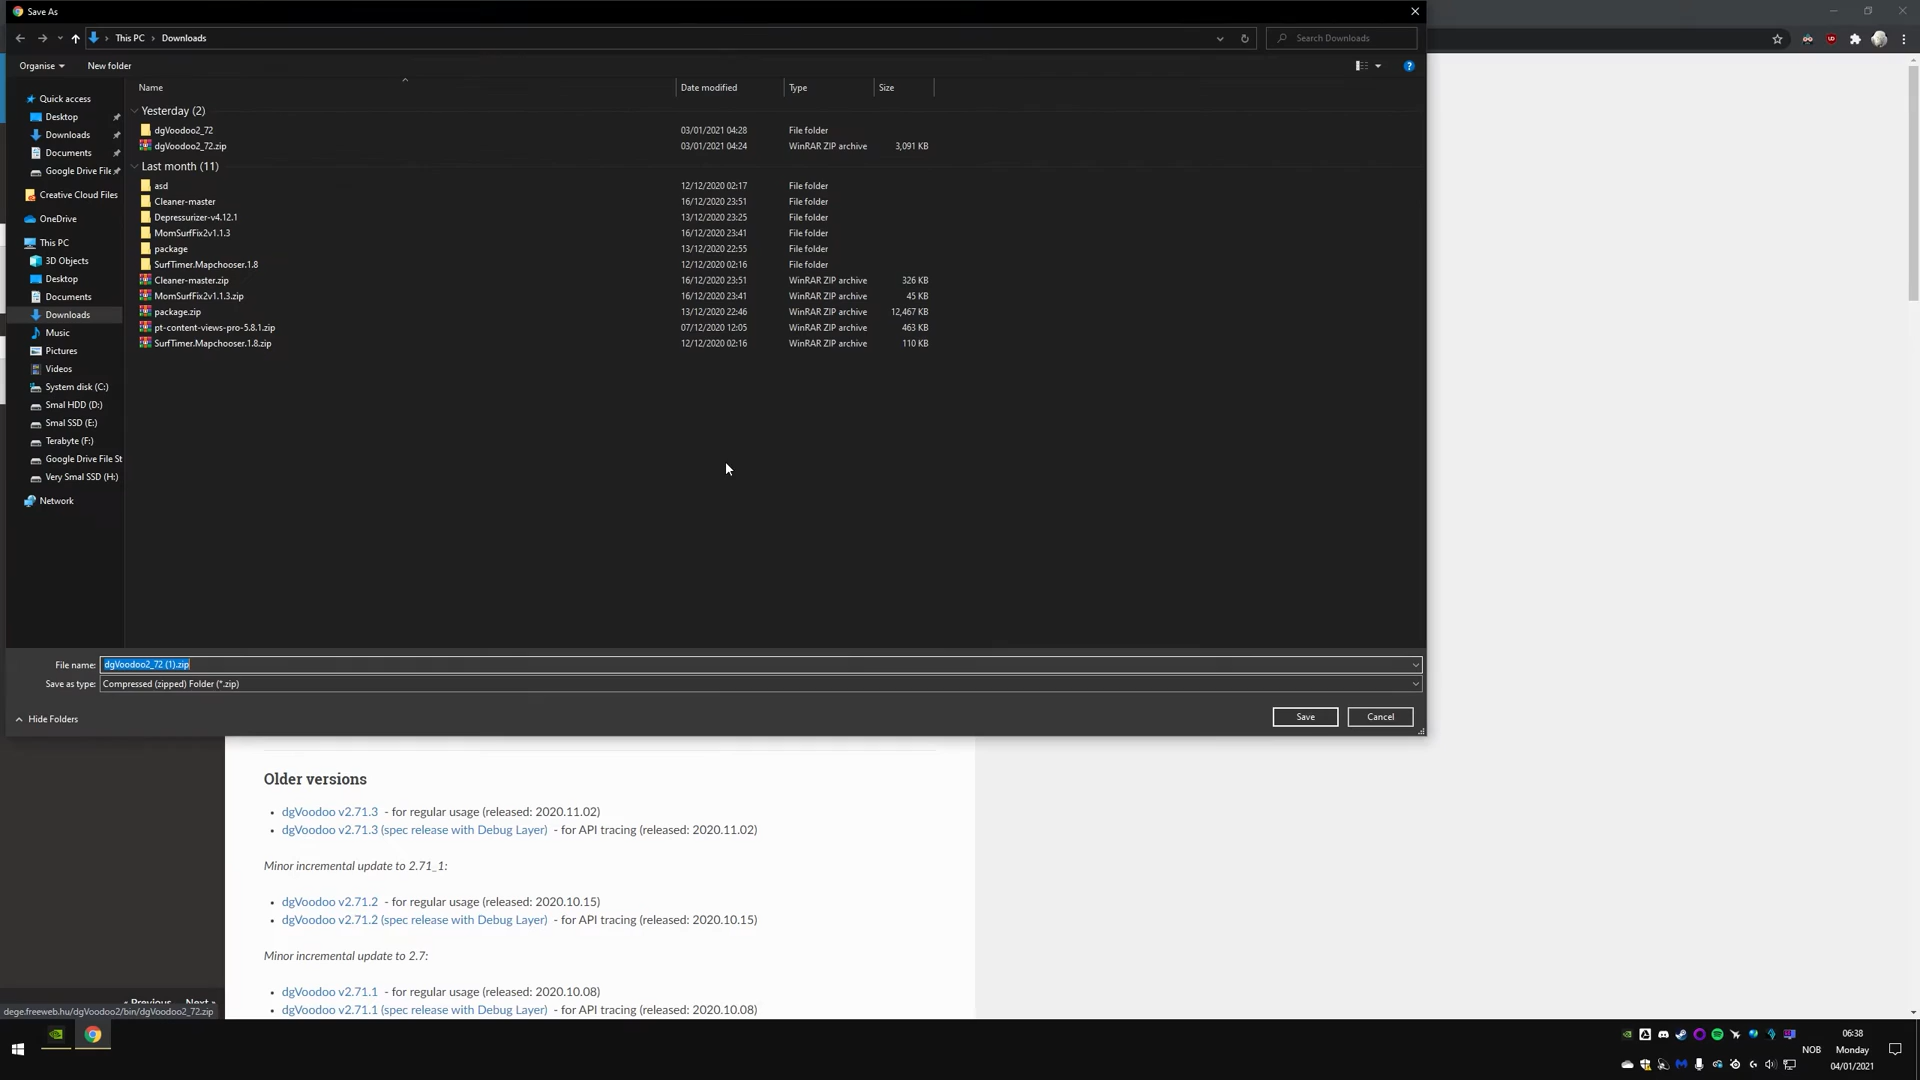 Save As
This PC > Downloads
Search Downloads
Organise New folder
Name Date modified Type Size
Quick access
Desktop
Downloads
Documents
Google Drive File
Creative Cloud Files
OneDrive
This PC
3D Objects
Desktop
Documents
Downloads
Music
Pictures
Videos
System disk (C:)
Smal HDD (D:)
Smal SSD (E:)
Terabyte (F:)
Google Drive File St
Very Smal SSD (H:)
Network
Yesterday (2)
dgVoodoo2_72 03/01/2021 04:28 File folder
dgVoodoo2_72.zip 03/01/2021 04:24 WinRAR ZIP archive 3,091 KB
Last month (11)
asd 12/12/2020 02:17 File folder
Cleaner-master 16/12/2020 23:51 File folder
Depressurizer-v4.12.1 13/12/2020 23:25 File folder
MomSurfFix2v1.1.3 16/12/2020 23:41 File folder
package 13/12/2020 22:55 File folder
SurfTimer.Mapchooser.1.8 12/12/2020 02:16 File folder
Cleaner-master.zip 16/12/2020 23:51 WinRAR ZIP archive 326 KB
MomSurfFix2v1.1.3.zip 16/12/2020 23:41 WinRAR ZIP archive 45 KB
package.zip 13/12/2020 22:46 WinRAR ZIP archive 12,467 KB
pt-content-views-pro-5.8.1.zip 07/12/2020 12:05 WinRAR ZIP archive 463 KB
SurfTimer.Mapchooser.1.8.zip 12/12/2020 02:16 WinRAR ZIP archive 110 KB
File name: dgVoodoo2_72 (1).zip
Save as type: Compressed (zipped) Folder (*.zip)
Hide Folders
Save Cancel
Older versions
• dgVoodoo v2.71.3 - for regular usage (released: 2020.11.02)
• dgVoodoo v2.71.3 (spec release with Debug Layer) - for API tracing (released: 2020.11.02)
Minor incremental update to 2.71_1:
• dgVoodoo v2.71.2 - for regular usage (released: 2020.10.15)
• dgVoodoo v2.71.2 (spec release with Debug Layer) - for API tracing (released: 2020.10.15)
Minor incremental update to 2.7:
• dgVoodoo v2.71.1 - for regular usage (released: 2020.10.08)
• dgVoodoo v2.71.1 (spec release with Debug Layer) - for API tracing (released: 2020.10.08)
« Previous Next »
dege.freeweb.hu/dgVoodoo2/bin/dgVoodoo2_72.zip
06:38
NOB Monday
04/01/2021